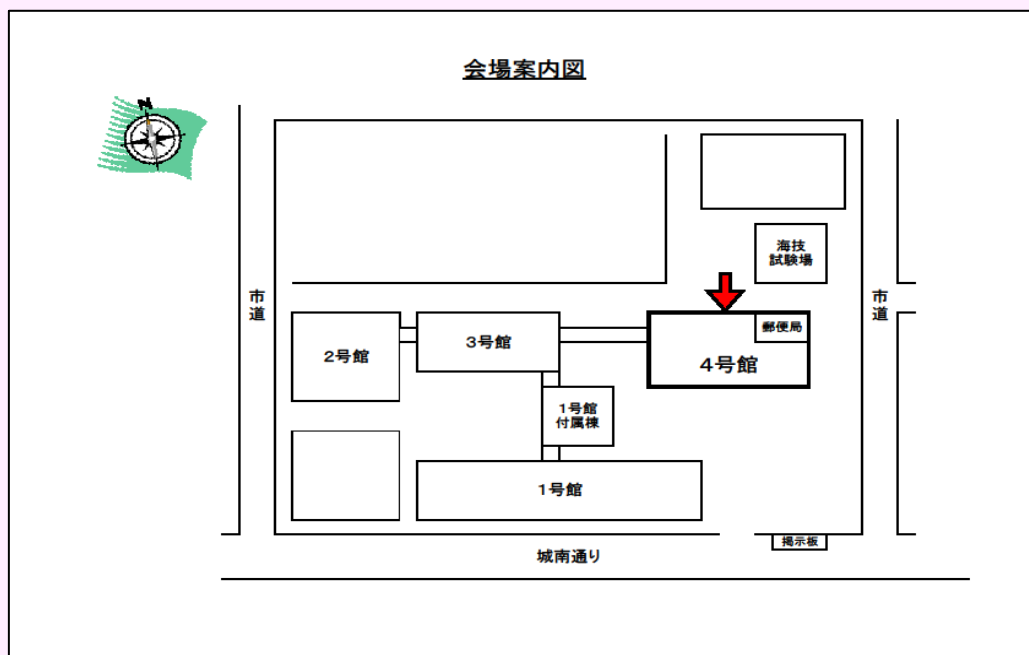 会場案内図
N
海技
試験場
市道
市道
郵便局
3号館
2号館
4号館
1号館
付属棟
1号館
掲示板
城南通り